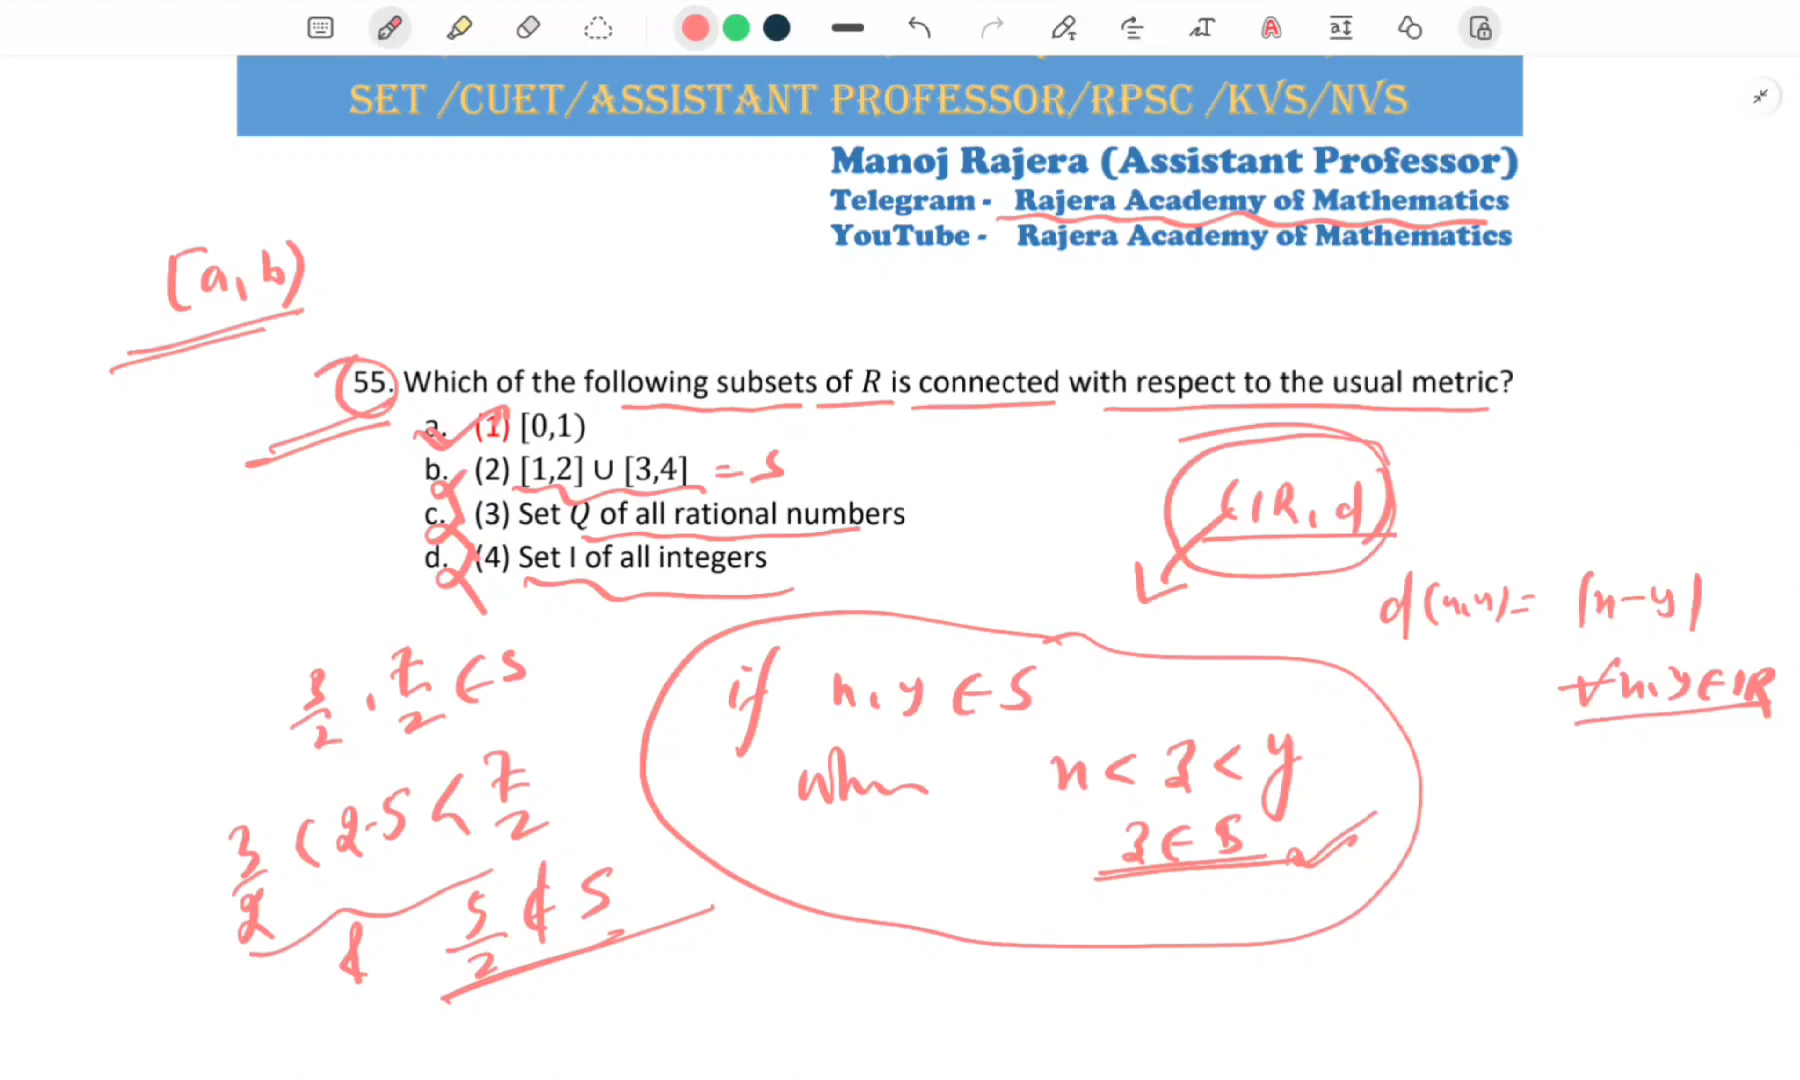 SET /CUET/ASSISTANT PROFESSOR/RPSC /KVS/NVS
Manoj Rajera (Assistant Professor)
Telegram - Rajera Academy of Mathematics
YouTube - Rajera Academy of Mathematics
[a, b)
55. Which of the following subsets of R is connected with respect to the usual metric?
a. (1) [0,1)
b. (2) [1,2] ∪ [3,4] = S
c. (3) Set Q of all rational numbers
d. (4) Set I of all integers
(IR, d)
d(x,y) = |x-y|
∀ x, y ∈ IR
3/2, 7/2 ∈ S
3/2 < 2.5 < 7/2
5/2 ∉ S
if x, y ∈ S
when x < z < y
z ∈ S